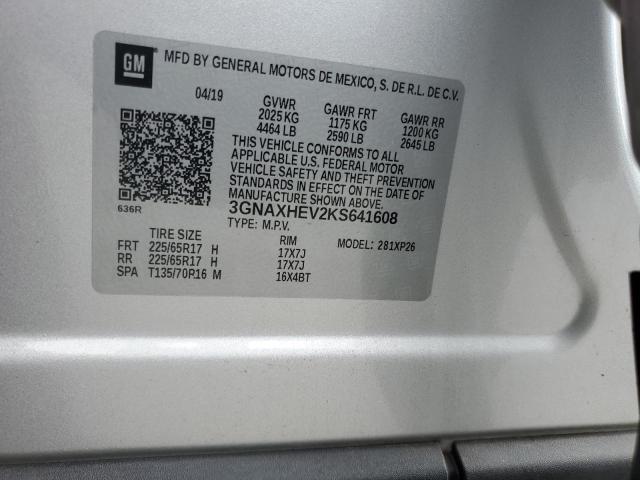 GM MFD BY GENERAL MOTORS DE MEXICO, S. DE R.L. DE C.V.
04/19 GVWR GAWR FRT GAWR RR
2025 KG 1175 KG 1200 KG
4464 LB 2590 LB 2645 LB
THIS VEHICLE CONFORMS TO ALL
APPLICABLE U.S. FEDERAL MOTOR
VEHICLE SAFETY AND THEFT PREVENTION
STANDARDS IN EFFECT ON THE DATE OF
MANUFACTURE SHOWN ABOVE.
636R 3GNAXHEV2KS641608
TYPE: M.P.V.
TIRE SIZE RIM MODEL: 281XP26
FRT 225/65R17 H 17X7J
RR 225/65R17 H 17X7J
SPA T135/70R16 M 16X4BT